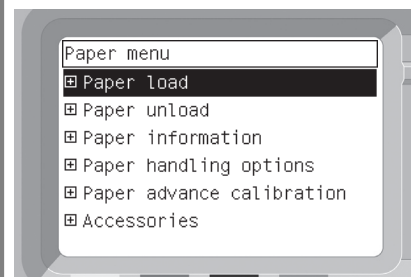 Paper menu
Paper load
Paper unload
Paper information
Paper handling options
Paper advance calibration
Accessories